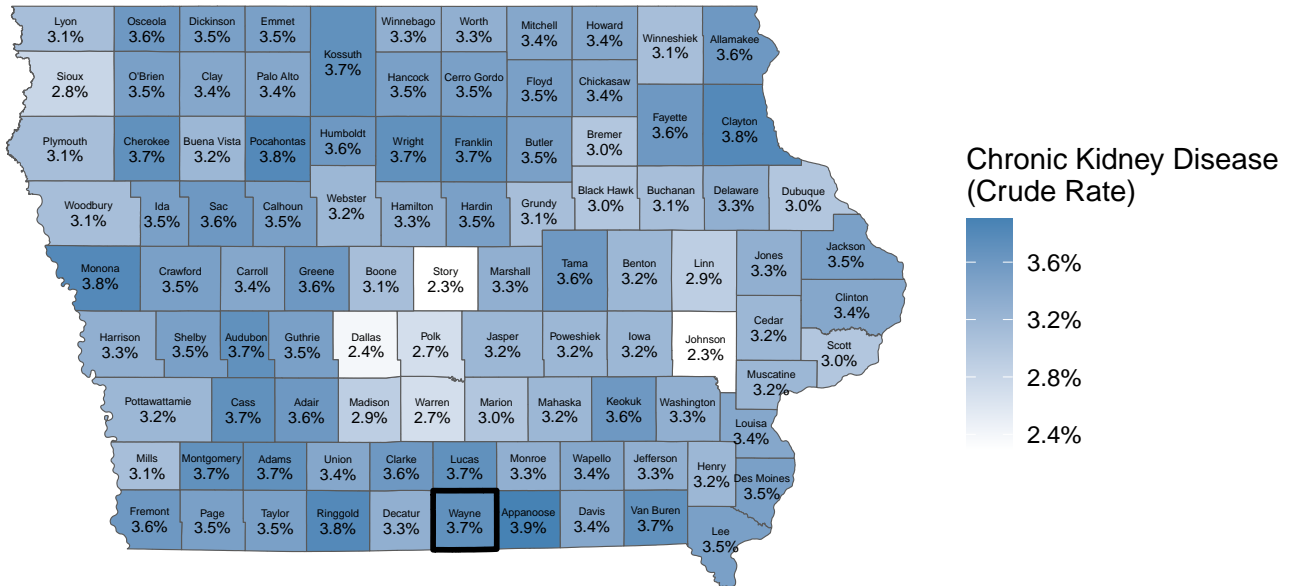 Lyon
3.1%
Osceola
3.6%
Dickinson
3.5%
Emmet
3.5%
Kossuth
3.7%
Winnebago
3.3%
Worth
3.3%
Mitchell
3.4%
Howard
3.4%
Winneshiek
3.1%
Allamakee
3.6%
Sioux
2.8%
O'Brien
3.5%
Clay
3.4%
Palo Alto
3.4%
Hancock
3.5%
Cerro Gordo
3.5%
Floyd
3.5%
Chickasaw
3.4%
Fayette
3.6%
Clayton
3.8%
Plymouth
3.1%
Cherokee
3.7%
Buena Vista
3.2%
Pocahontas
3.8%
Humboldt
3.6%
Wright
3.7%
Franklin
3.7%
Butler
3.5%
Bremer
3.0%
Woodbury
3.1%
Ida
3.5%
Sac
3.6%
Calhoun
3.5%
Webster
3.2%
Hamilton
3.3%
Hardin
3.5%
Grundy
3.1%
Black Hawk
3.0%
Buchanan
3.1%
Delaware
3.3%
Dubuque
3.0%
Monona
3.8%
Crawford
3.5%
Carroll
3.4%
Greene
3.6%
Boone
3.1%
Story
2.3%
Marshall
3.3%
Tama
3.6%
Benton
3.2%
Linn
2.9%
Jones
3.3%
Jackson
3.5%
Clinton
3.4%
Harrison
3.3%
Shelby
3.5%
Audubon
3.7%
Guthrie
3.5%
Dallas
2.4%
Polk
2.7%
Jasper
3.2%
Poweshiek
3.2%
Iowa
3.2%
Johnson
2.3%
Cedar
3.2%
Scott
3.0%
Muscatine
3.2%
Pottawattamie
3.2%
Cass
3.7%
Adair
3.6%
Madison
2.9%
Warren
2.7%
Marion
3.0%
Mahaska
3.2%
Keokuk
3.6%
Washington
3.3%
Louisa
3.4%
Mills
3.1%
Montgomery
3.7%
Adams
3.7%
Union
3.4%
Clarke
3.6%
Lucas
3.7%
Monroe
3.3%
Wapello
3.4%
Jefferson
3.3%
Henry
3.2%
Des Moines
3.5%
Fremont
3.6%
Page
3.5%
Taylor
3.5%
Ringgold
3.8%
Decatur
3.3%
Wayne
3.7%
Appanoose
3.9%
Davis
3.4%
Van Buren
3.7%
Lee
3.5%
Chronic Kidney Disease
(Crude Rate)
3.6%
3.2%
2.8%
2.4%